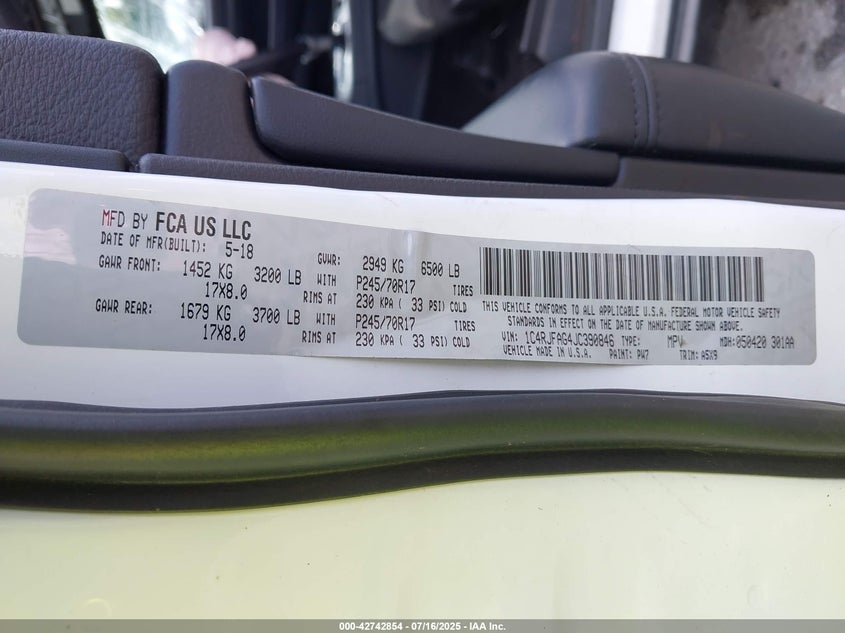 MFD BY FCA US LLC
DATE OF MFR(BUILT): 5-18 GVWR: 2949 KG 6500 LB
GAWR FRONT: 1452 KG 3200 LB WITH P245/70R17 TIRES
17X8.0 RIMS AT 230 KPA ( 33 PSI) COLD
GAWR REAR: 1679 KG 3700 LB WITH P245/70R17 TIRES
17X8.0 RIMS AT 230 KPA ( 33 PSI) COLD
THIS VEHICLE CONFORMS TO ALL APPLICABLE U.S.A. FEDERAL MOTOR VEHICLE SAFETY
STANDARDS IN EFFECT ON THE DATE OF MANUFACTURE SHOWN ABOVE.
VIN: 1C4RJFAG4JC390846 TYPE: MPV MDH:050420 301AA
VEHICLE MADE IN U.S.A. PAINT: PW7 TRIM: A5X9
000-42742854 - 07/16/2025 - IAA Inc.